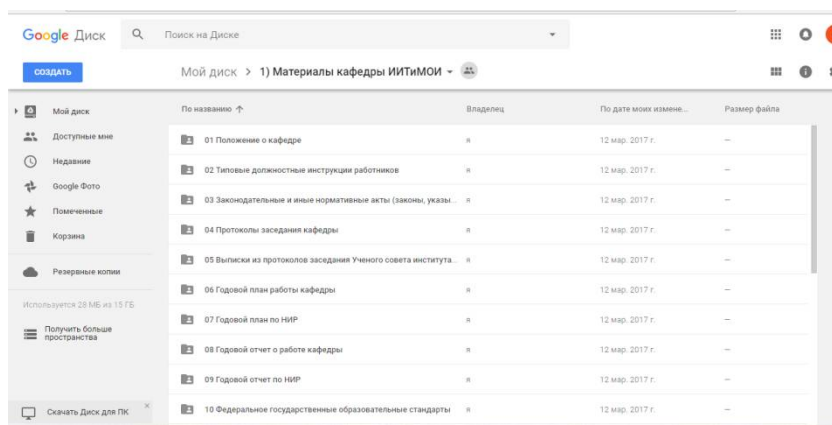 Google Диск
Поиск на Диске
СОЗДАТЬ
Мой диск > 1) Материалы кафедры ИИТиМОИ
Мой диск
Доступные мне
Недавние
Google Фото
Помеченные
Корзина
Резервные копии
Используется 28 МБ из 15 ГБ
Получить больше
пространства
Скачать Диск для ПК
По названию ↑ Владелец По дате моих измене... Размер файла
01 Положение о кафедре я 12 мар. 2017 г. —
02 Типовые должностные инструкции работников я 12 мар. 2017 г. —
03 Законодательные и иные нормативные акты (законы, указы... я 12 мар. 2017 г. —
04 Протоколы заседания кафедры я 12 мар. 2017 г. —
05 Выписки из протоколов заседания Ученого совета института... я 12 мар. 2017 г. —
06 Годовой план работы кафедры я 12 мар. 2017 г. —
07 Годовой план по НИР я 12 мар. 2017 г. —
08 Годовой отчет о работе кафедры я 12 мар. 2017 г. —
09 Годовой отчет по НИР я 12 мар. 2017 г. —
10 Федеральное государственные образовательные стандарты я 12 мар. 2017 г. —